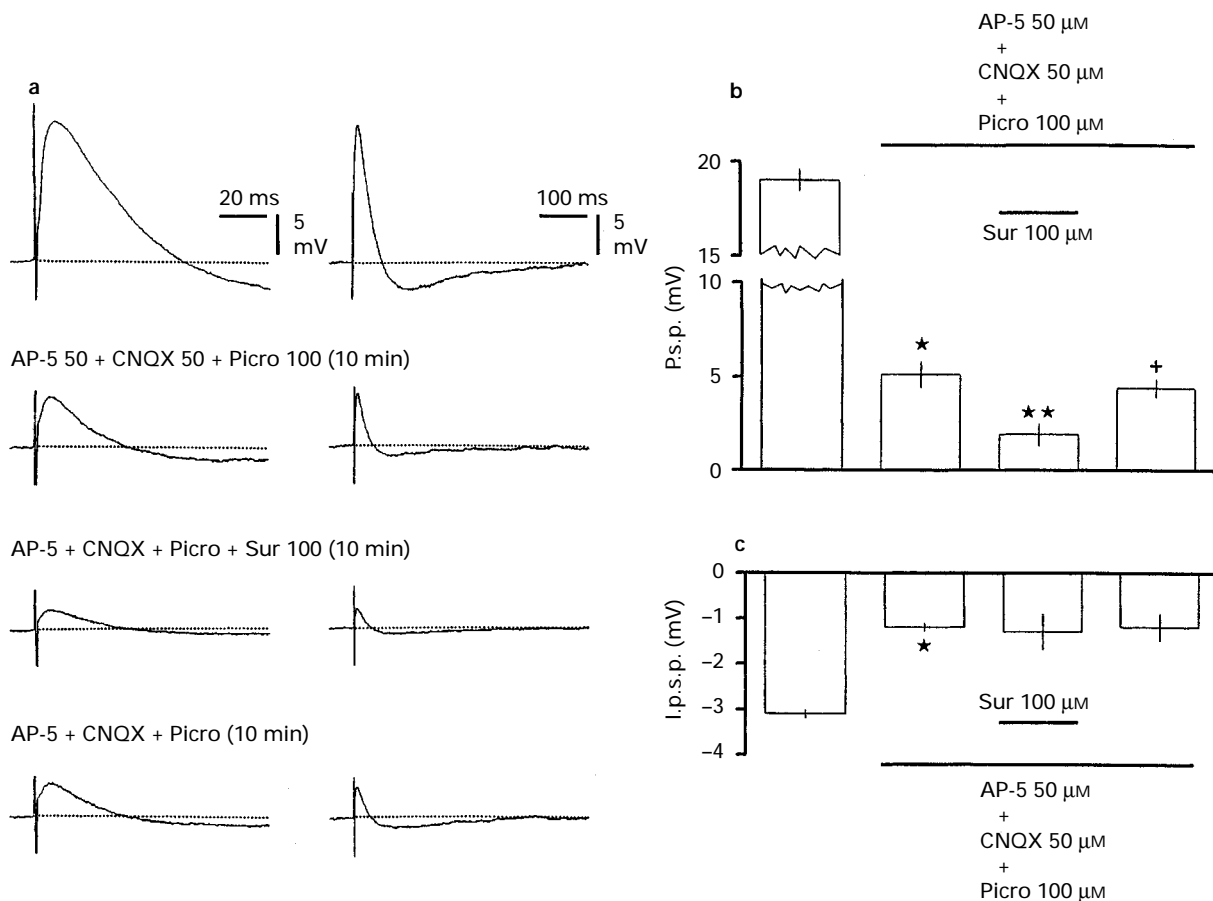 a
20 ms
5
mV
100 ms
5
mV
AP-5 50 + CNQX 50 + Picro 100 (10 min)
AP-5 + CNQX + Picro + Sur 100 (10 min)
AP-5 + CNQX + Picro (10 min)
AP-5 50 µM
+
CNQX 50 µM
+
Picro 100 µM
b
Sur 100 µM
20
15
10
5
0
P.s.p. (mV)
★
★ ★
+
c
0
−1
−2
−3
−4
I.p.s.p. (mV)
★
Sur 100 µM
AP-5 50 µM
+
CNQX 50 µM
+
Picro 100 µM